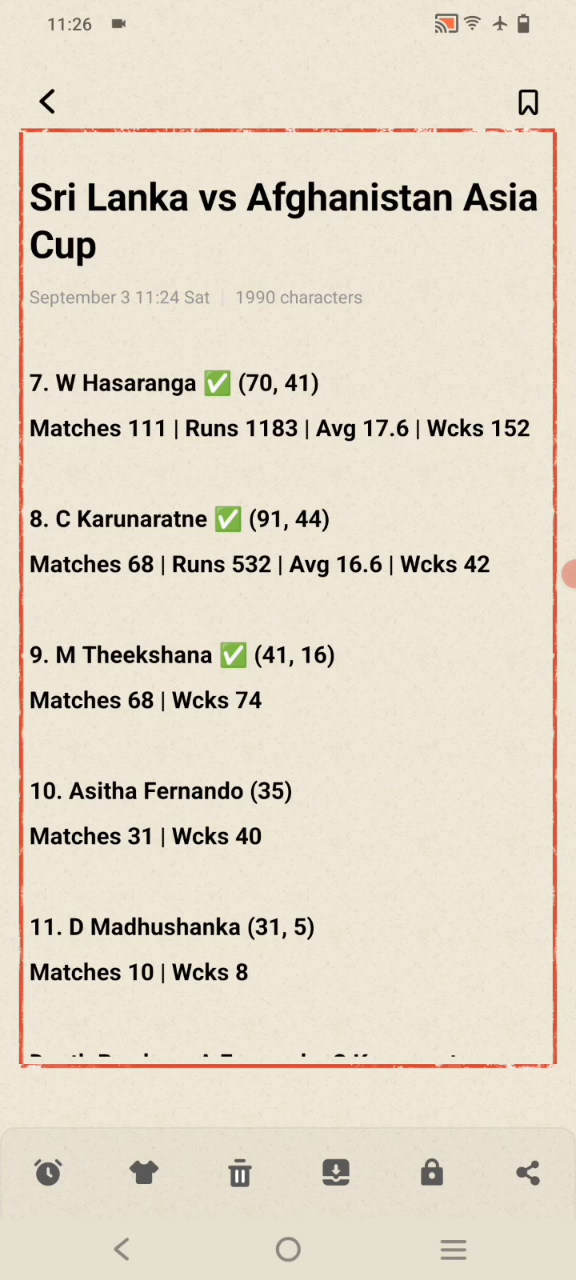 11:26
Sri Lanka vs Afghanistan Asia
Cup
September 3 11:24 Sat | 1990 characters
7. W Hasaranga ✅ (70, 41)
Matches 111 | Runs 1183 | Avg 17.6 | Wcks 152
8. C Karunaratne ✅ (91, 44)
Matches 68 | Runs 532 | Avg 16.6 | Wcks 42
9. M Theekshana ✅ (41, 16)
Matches 68 | Wcks 74
10. Asitha Fernando (35)
Matches 31 | Wcks 40
11. D Madhushanka (31, 5)
Matches 10 | Wcks 8